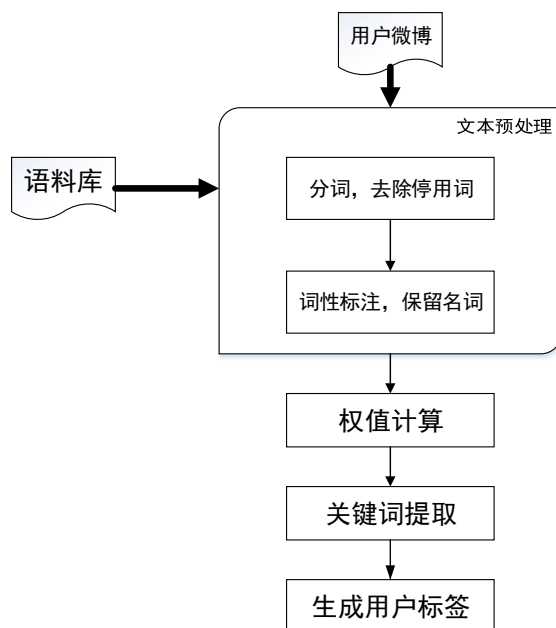 用户微博
文本预处理
语料库
分词，去除停用词
词性标注，保留名词
权值计算
关键词提取
生成用户标签